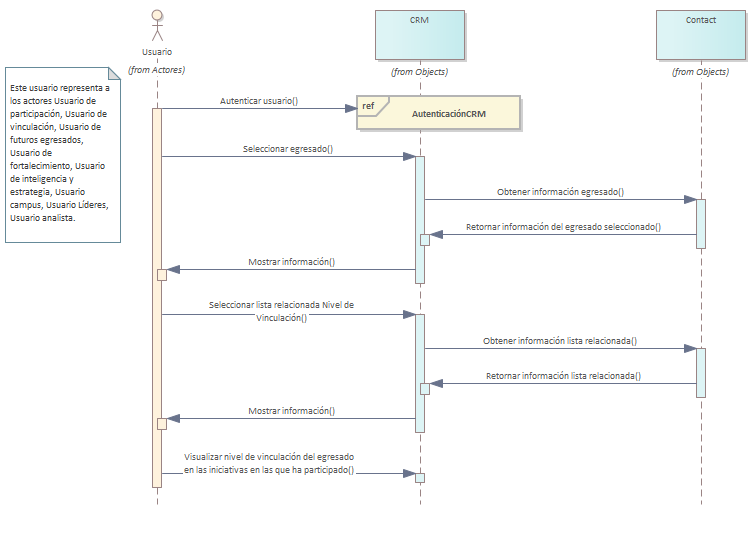 Usuario
(from Actores)
CRM
(from Objects)
Contact
(from Objects)
Este usuario representa a
los actores Usuario de
participación, Usuario de
vinculación, Usuario de
futuros egresados,
Usuario de
fortalecimiento, Usuario
de inteligencia y
estrategia, Usuario
campus, Usuario Líderes,
Usuario analista.
Autenticar usuario()
ref
AutenticaciónCRM
Seleccionar egresado()
Obtener información egresado()
Retornar información del egresado seleccionado()
Mostrar información()
Seleccionar lista relacionada Nivel de
Vinculación()
Obtener información lista relacionada()
Retornar información lista relacionada()
Mostrar información()
Visualizar nivel de vinculación del egresado
en las iniciativas en las que ha participado()